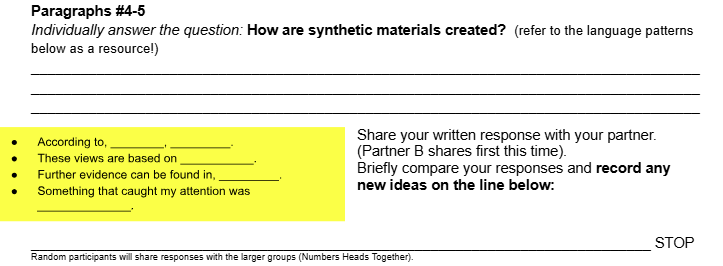 Paragraphs #4-5
Individually answer the question: How are synthetic materials created? (refer to the language patterns
below as a resource!)
● According to, _________, _________.
● These views are based on ___________.
● Further evidence can be found in, _________.
● Something that caught my attention was
______________.
Share your written response with your partner.
(Partner B shares first this time).
Briefly compare your responses and record any
new ideas on the line below:
STOP
Random participants will share responses with the larger groups (Numbers Heads Together).